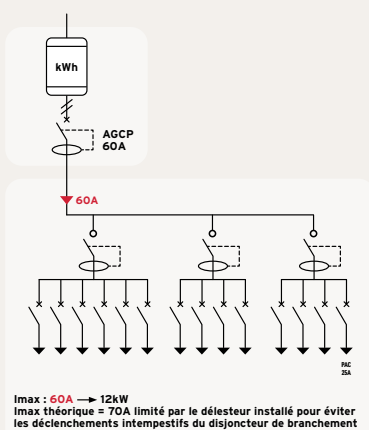 kWh
AGCP
60A
60A
PAC
25A
Imax : 60A → 12kW
Imax théorique = 70A limité par le délesteur installé pour éviter
les déclenchements intempestifs du disjoncteur de branchement